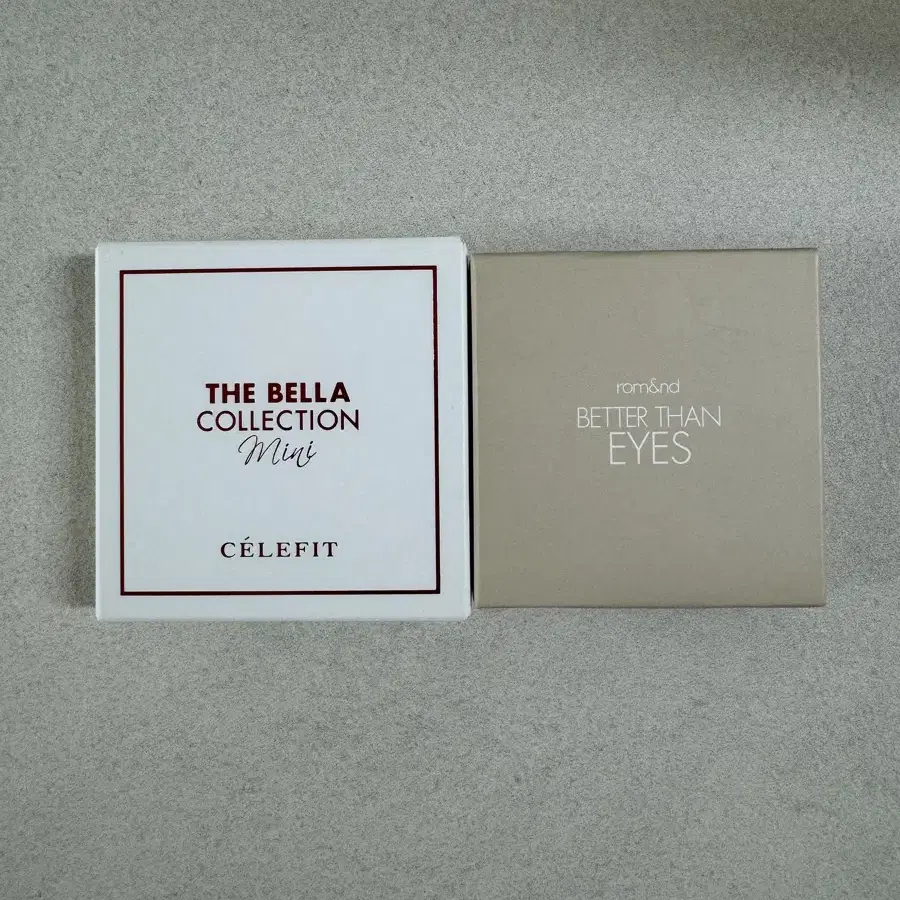 THE BELLA
COLLECTION
Mini
CÉLEFIT
rom&nd
BETTER THAN
EYES